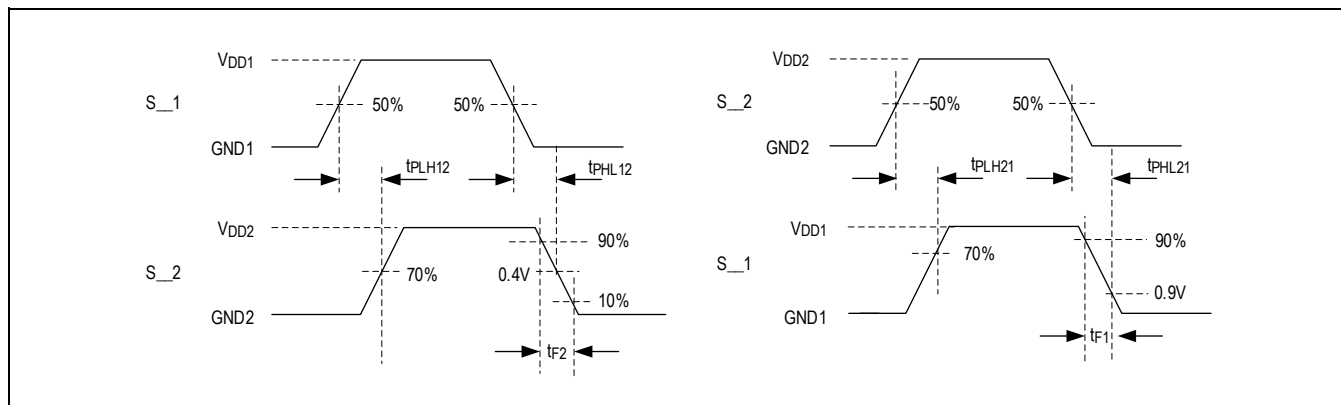 VDD1
S__1
50%
50%
GND1
tPLH12
tPHL12
VDD2
90%
S__2
70%
0.4V
10%
GND2
tF2
VDD2
S__2
50%
50%
GND2
tPLH21
tPHL21
VDD1
90%
S__1
70%
0.9V
GND1
tF1